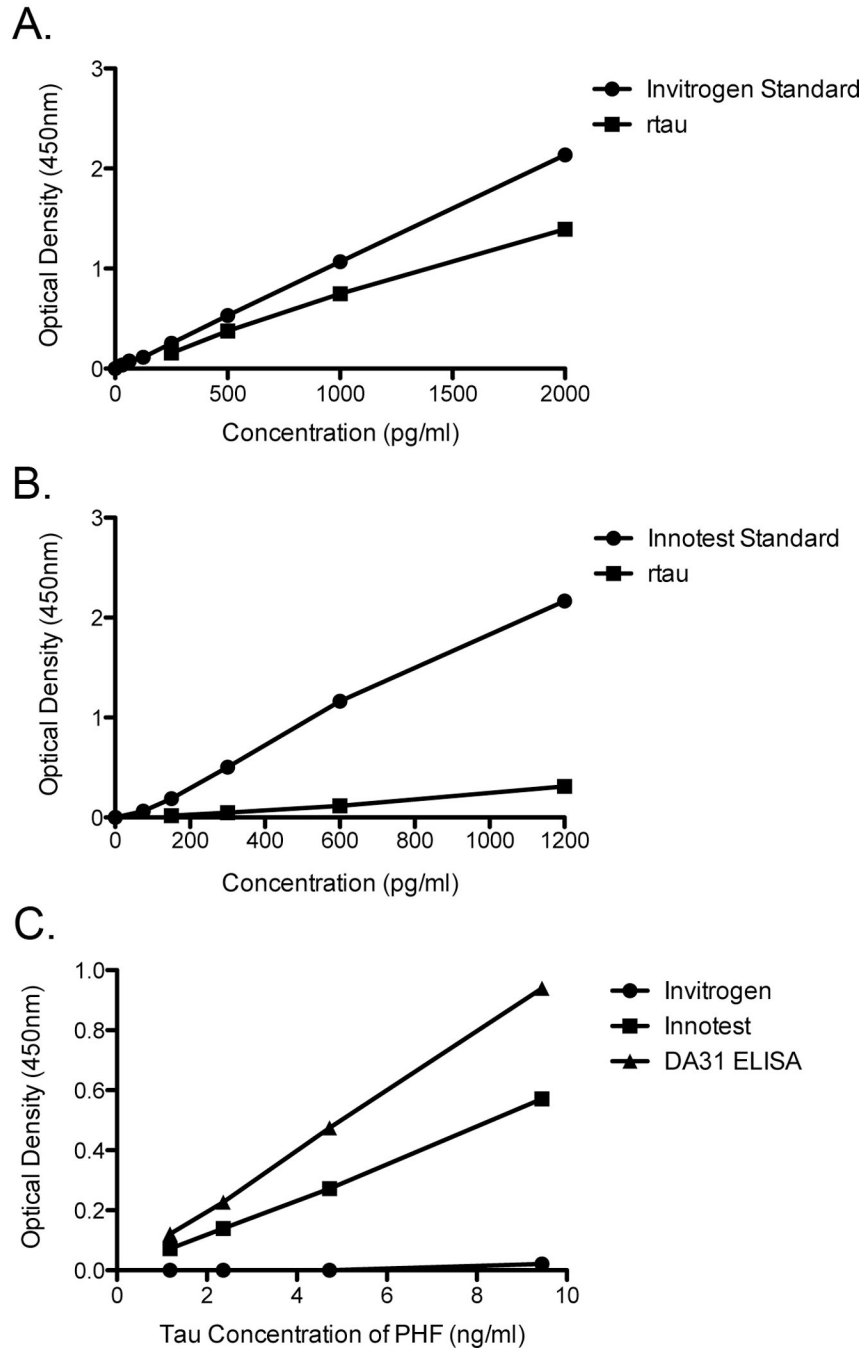 A.
3
2
1
0
Optical Density (450nm)
0 500 1000 1500 2000
Concentration (pg/ml)
Invitrogen Standard
rtau
B.
3
2
1
0
Optical Density (450nm)
0 200 400 600 800 1000 1200
Concentration (pg/ml)
Innotest Standard
rtau
C.
1.0
0.8
0.6
0.4
0.2
0.0
Optical Density (450nm)
0 2 4 6 8 10
Tau Concentration of PHF (ng/ml)
Invitrogen
Innotest
DA31 ELISA